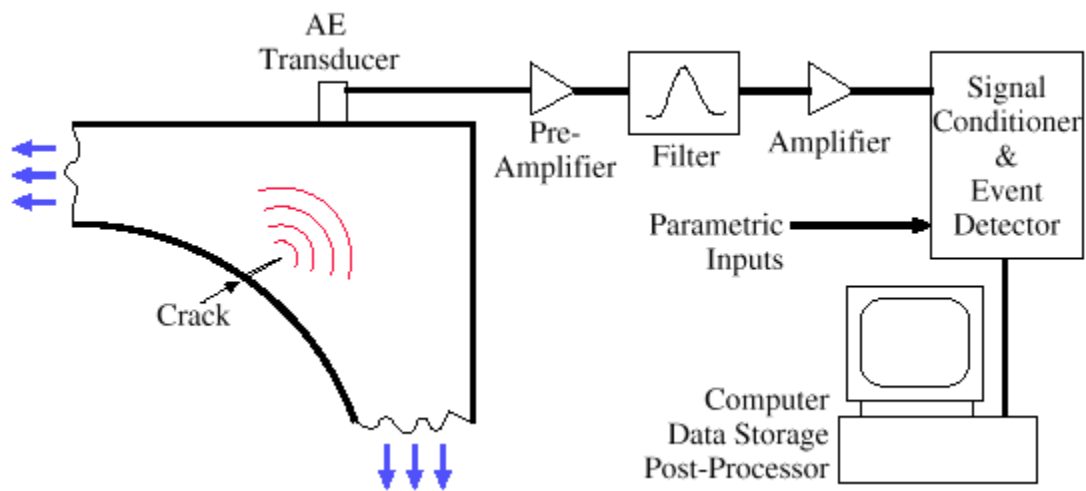 AE
Transducer
Pre-
Amplifier
Filter
Amplifier
Signal
Conditioner
&
Event
Detector
Parametric
Inputs
Crack
Computer
Data Storage
Post-Processor